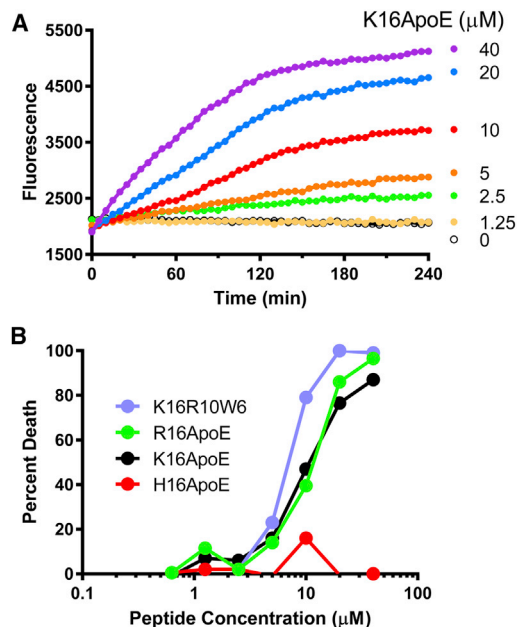 A
K16ApoE (μM)
5500
4500
3500
2500
1500
Fluorescence
40
20
10
5
2.5
1.25
0
0 60 120 180 240
Time (min)
B
100
80
60
40
20
0
Percent Death
K16R10W6
R16ApoE
K16ApoE
H16ApoE
0.1 1 10 100
Peptide Concentration (μM)